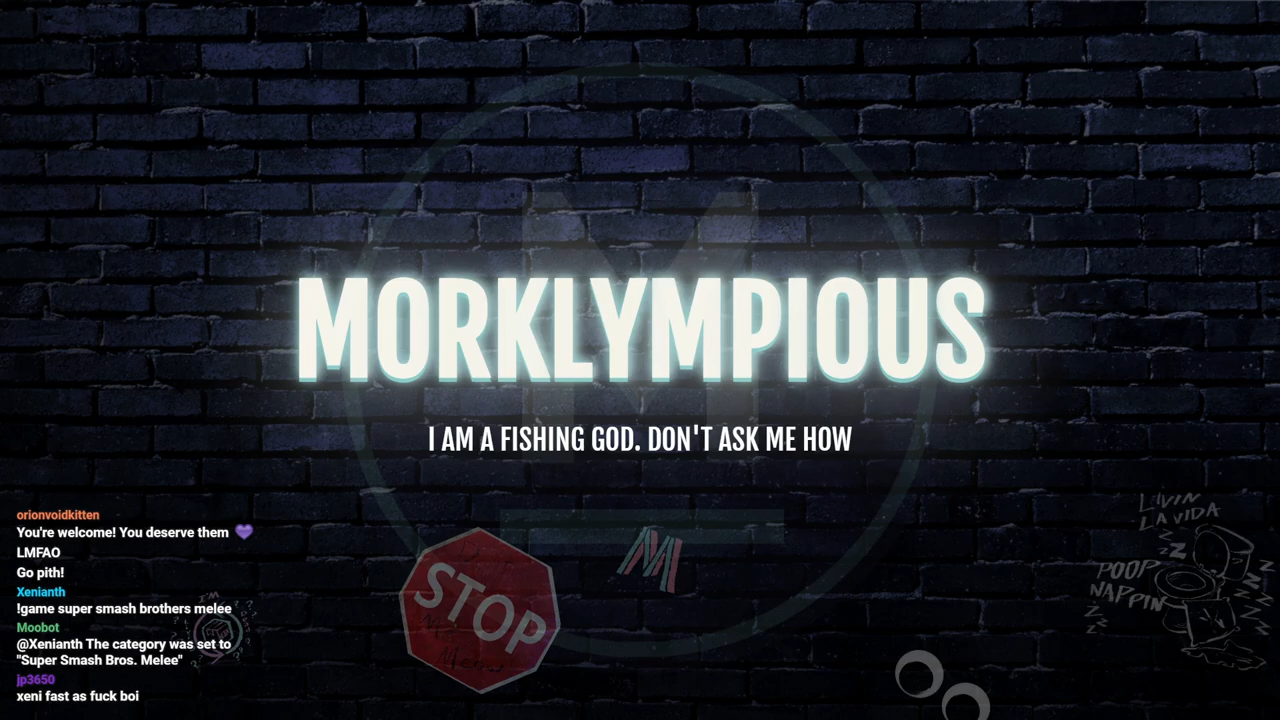 MORKLYMPIOUS
I AM A FISHING GOD. DON'T ASK ME HOW
orionvoidkitten
You're welcome! You deserve them 💜
LMFAO
Go pith!
Xenianth
!game super smash brothers melee
Moobot
@Xenianth The category was set to
"Super Smash Bros. Melee"
jp3650
xeni fast as fuck boi
I'M
STOP
M
M
LIVIN
LA VIDA
POOP
NAPPIN